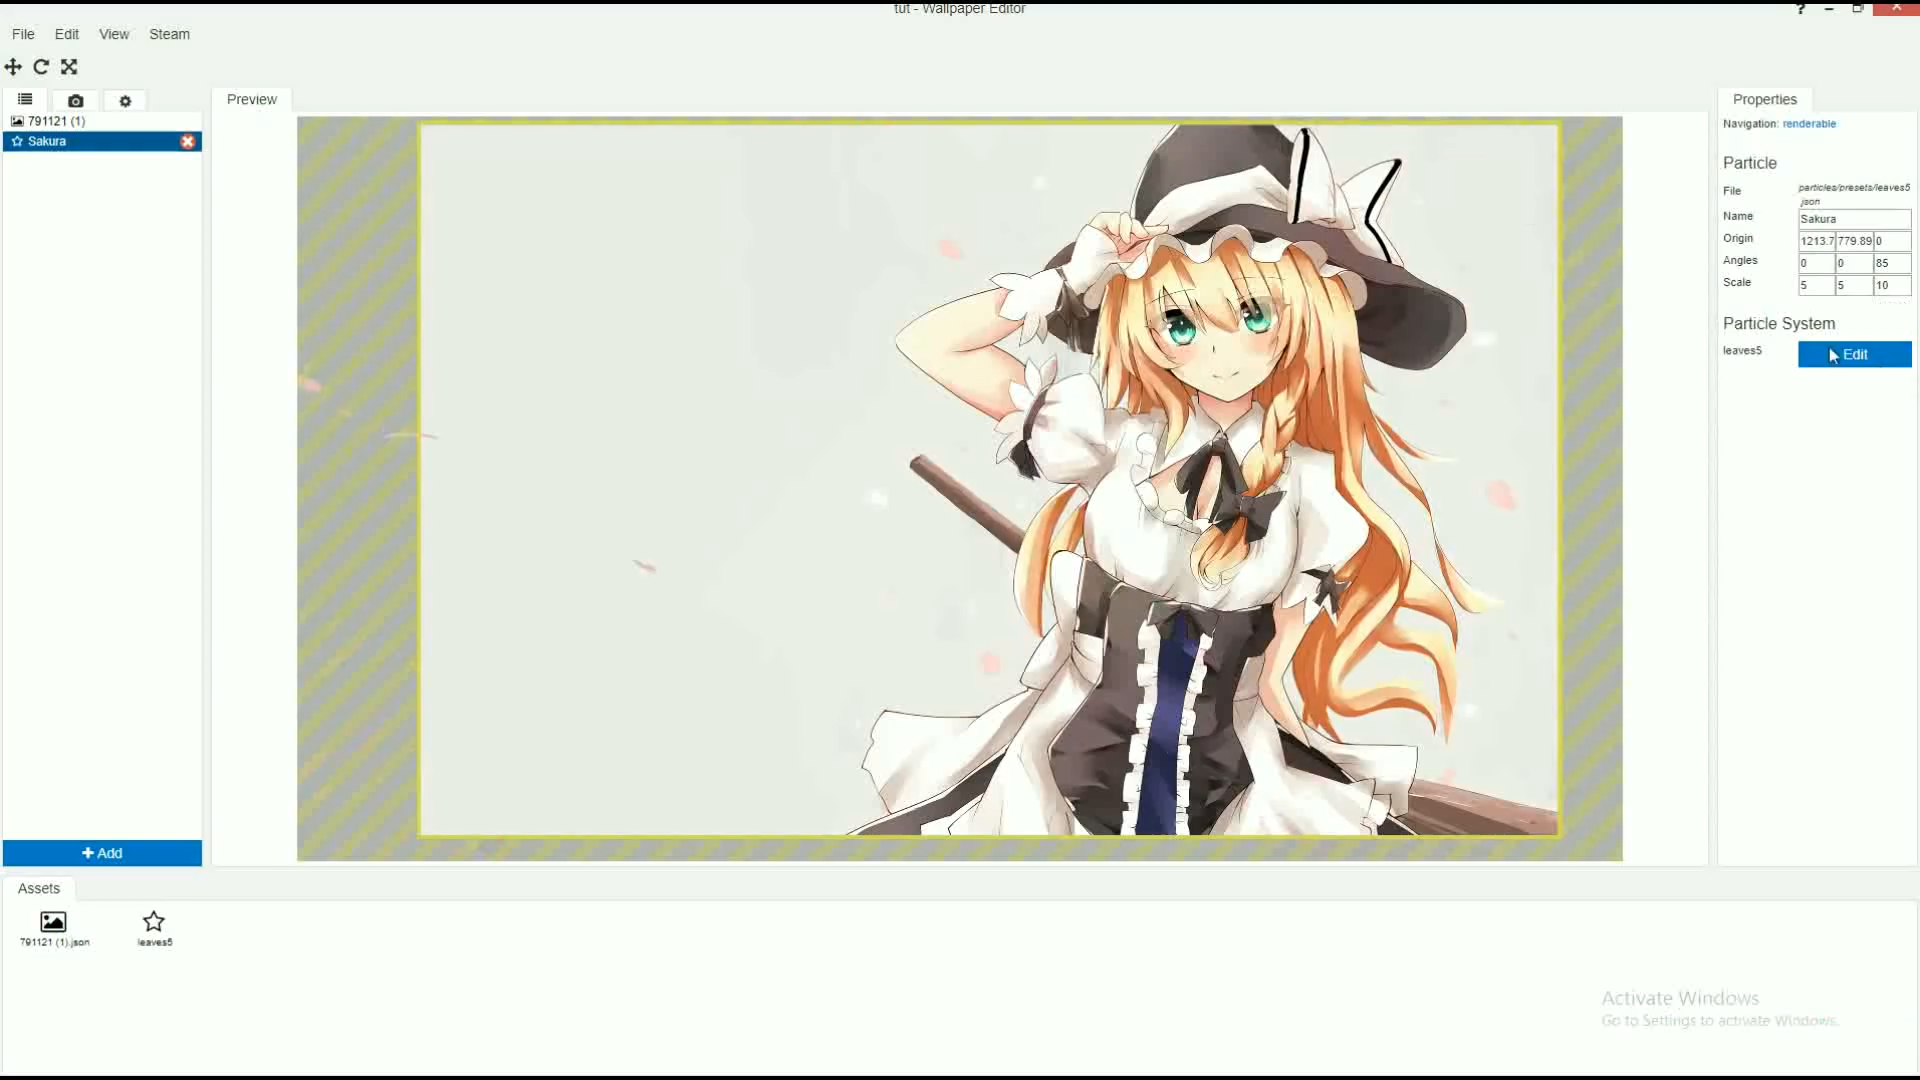 tut - Wallpaper Editor
?
File Edit View Steam
Preview
Properties
791121 (1)
Navigation: renderable
Sakura
Particle
File particles/presets/leaves5
json
Name Sakura
Origin 1213.7 779.89 0
Angles 0 0 85
Scale 5 5 10
Particle System
leaves5 Edit
+ Add
Assets
791121 (1).json leaves5
Activate Windows
Go to Settings to activate Windows.